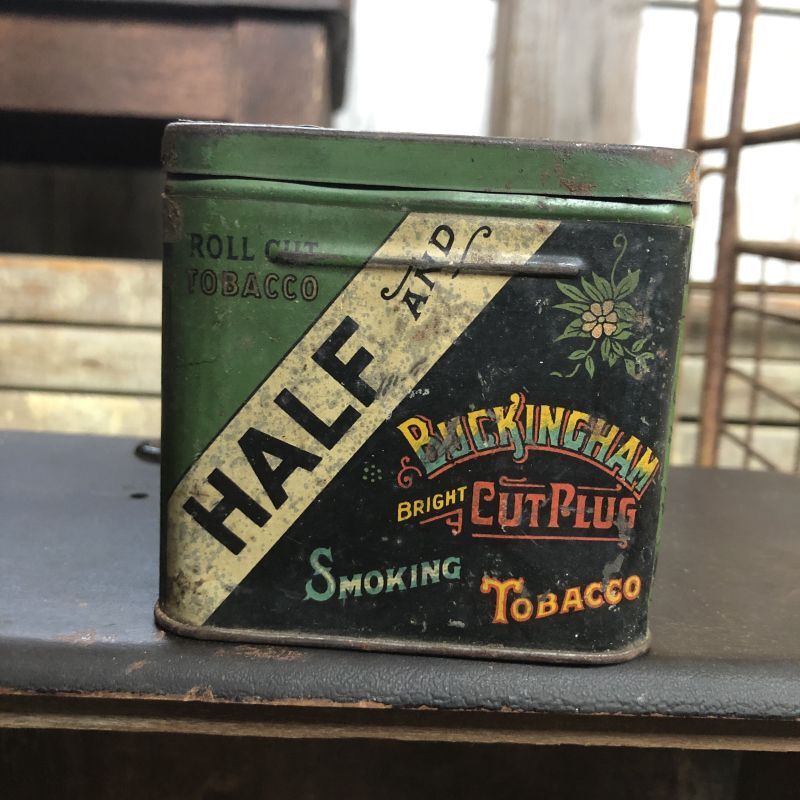 ROLL CUT
TOBACCO
HALF AND
BUCKINGHAM
BRIGHT CUT PLUG
SMOKING TOBACCO